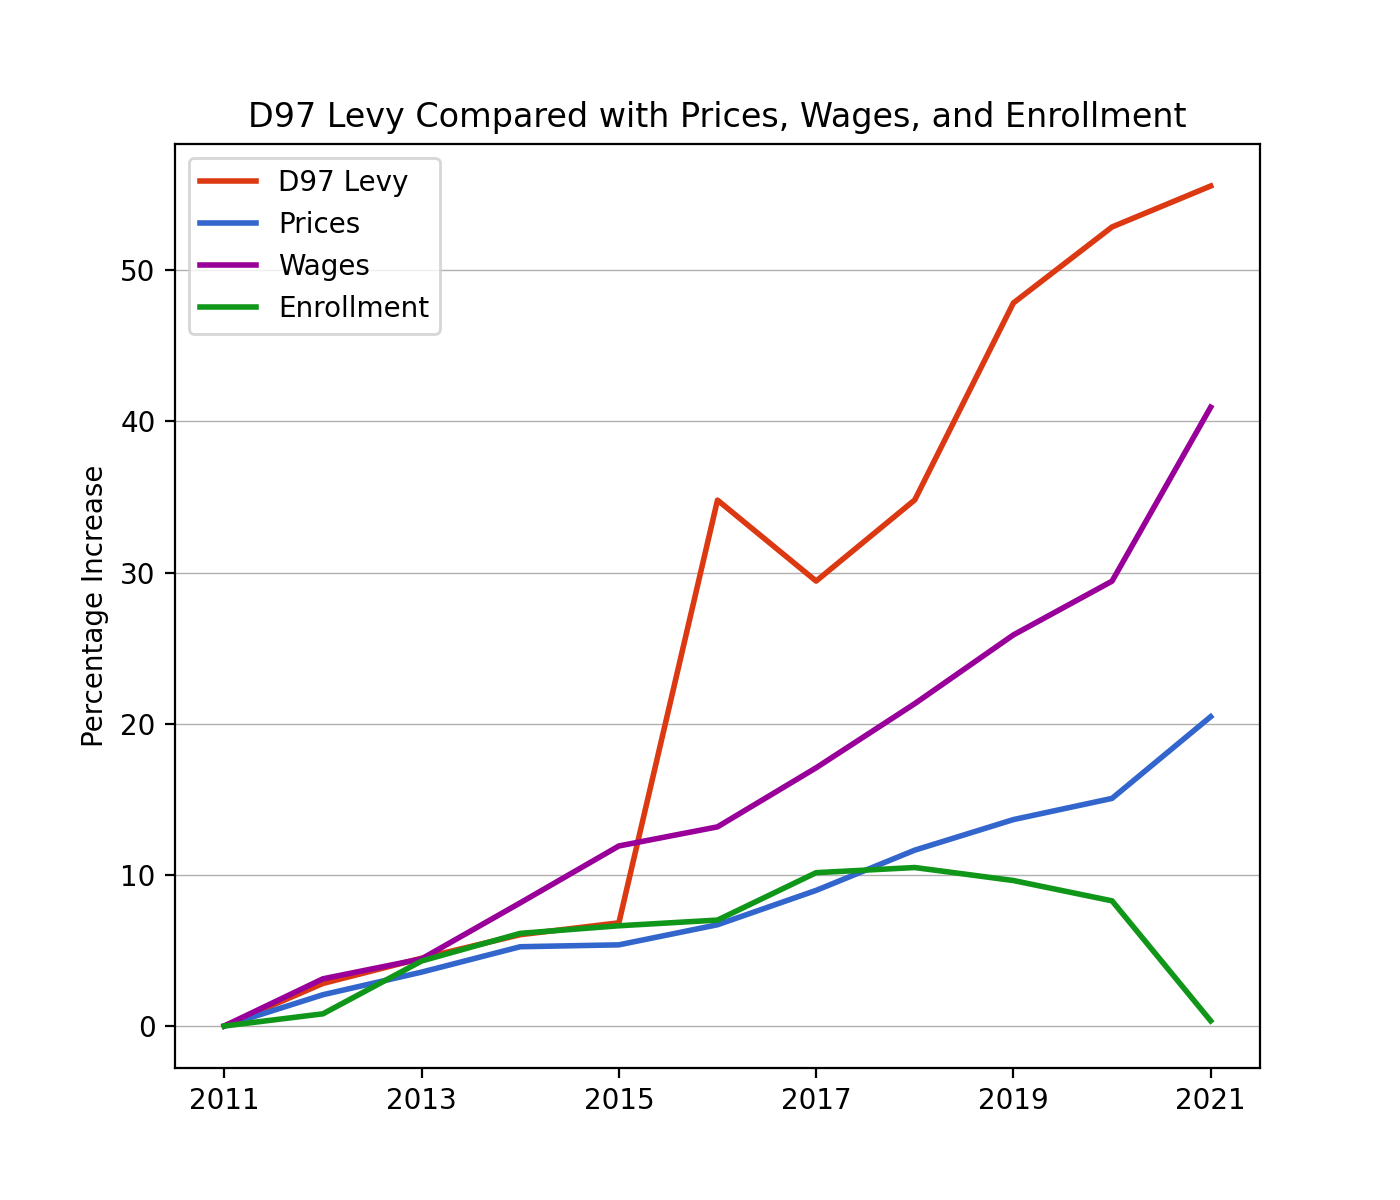 D97 Levy Compared with Prices, Wages, and Enrollment
D97 Levy
Prices
Wages
Enrollment
Percentage Increase
50
40
30
20
10
0
2011 2013 2015 2017 2019 2021